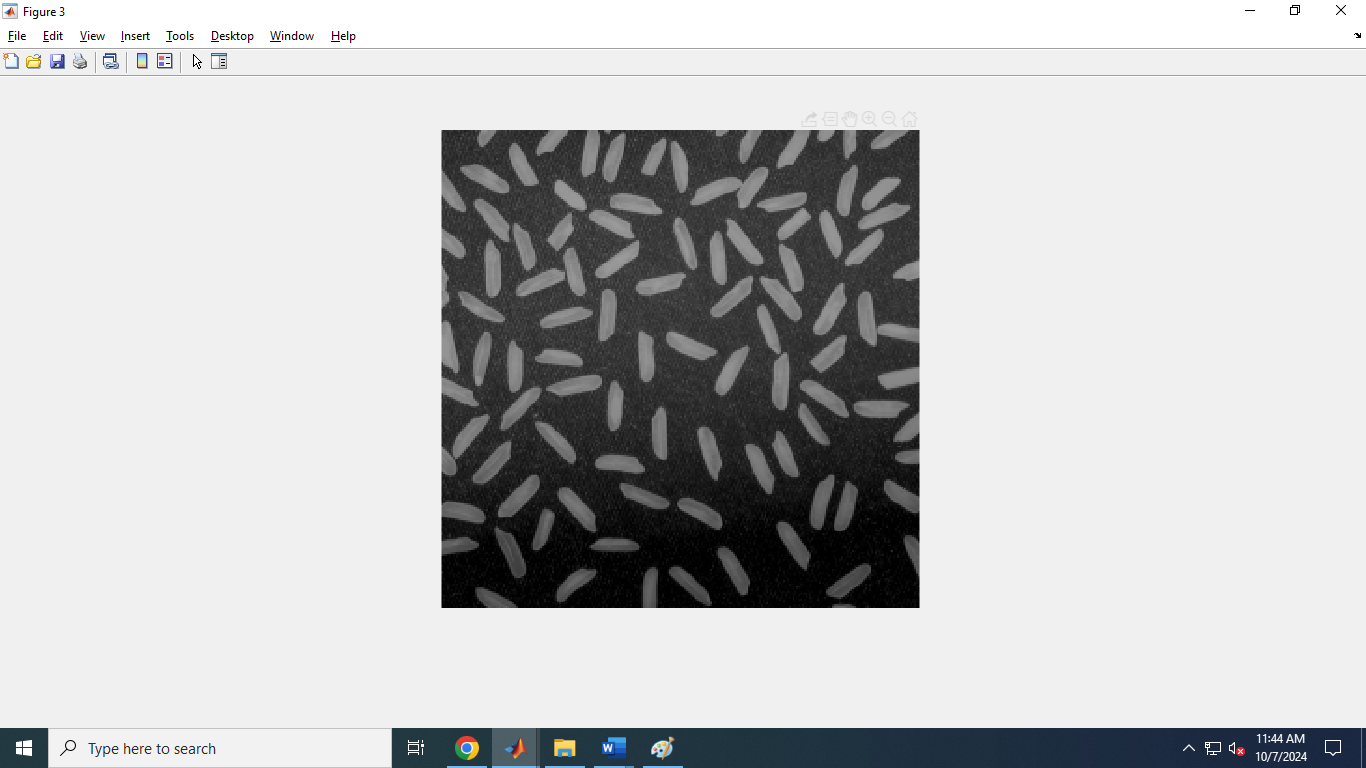 Figure 3
File Edit View Insert Tools Desktop Window Help
Type here to search
11:44 AM
10/7/2024